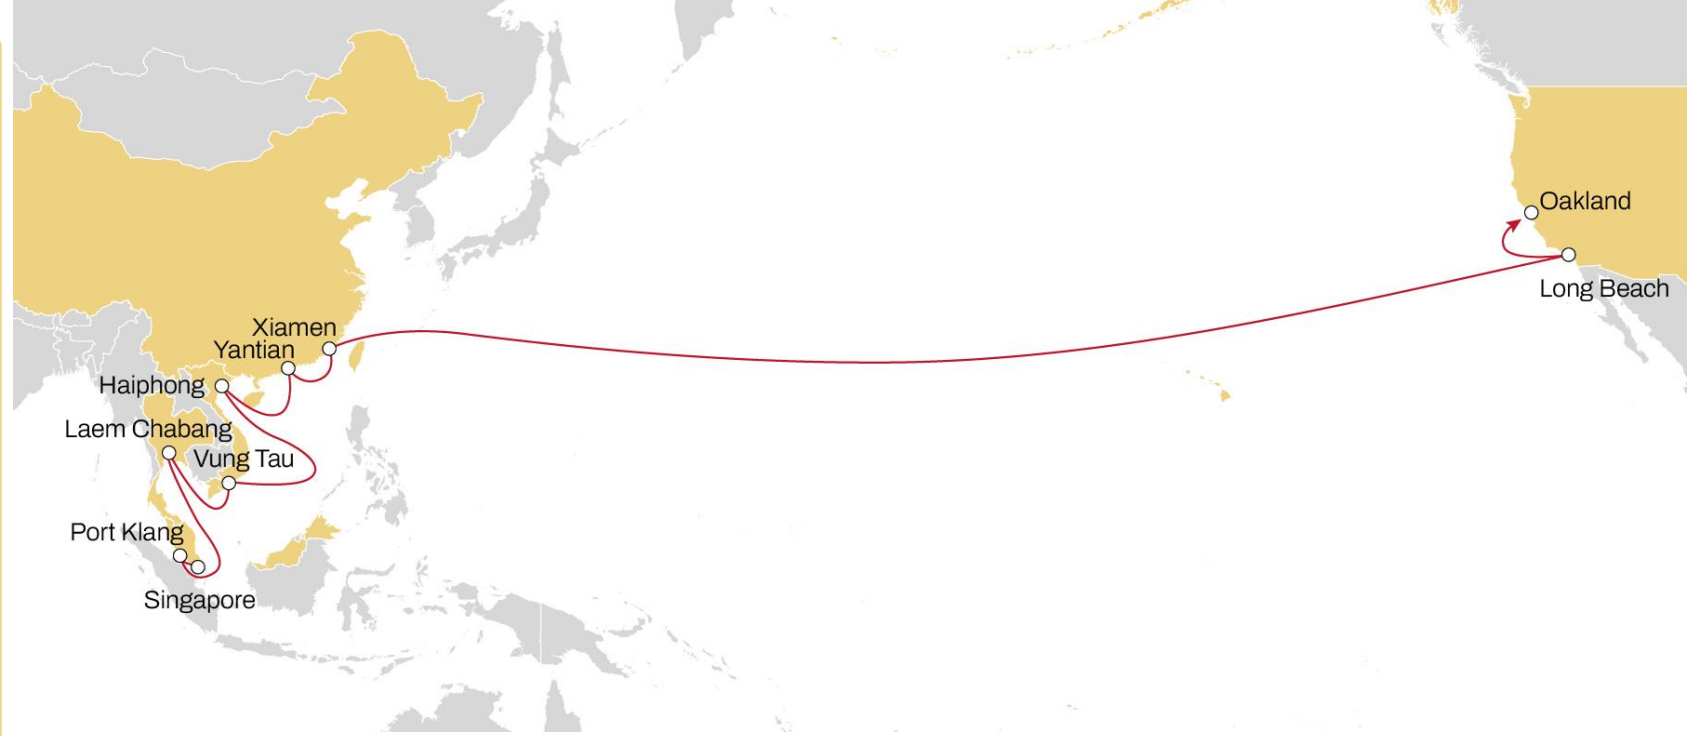 Oakland
Long Beach
Xiamen
Yantian
Haiphong
Laem Chabang
Vung Tau
Port Klang
Singapore